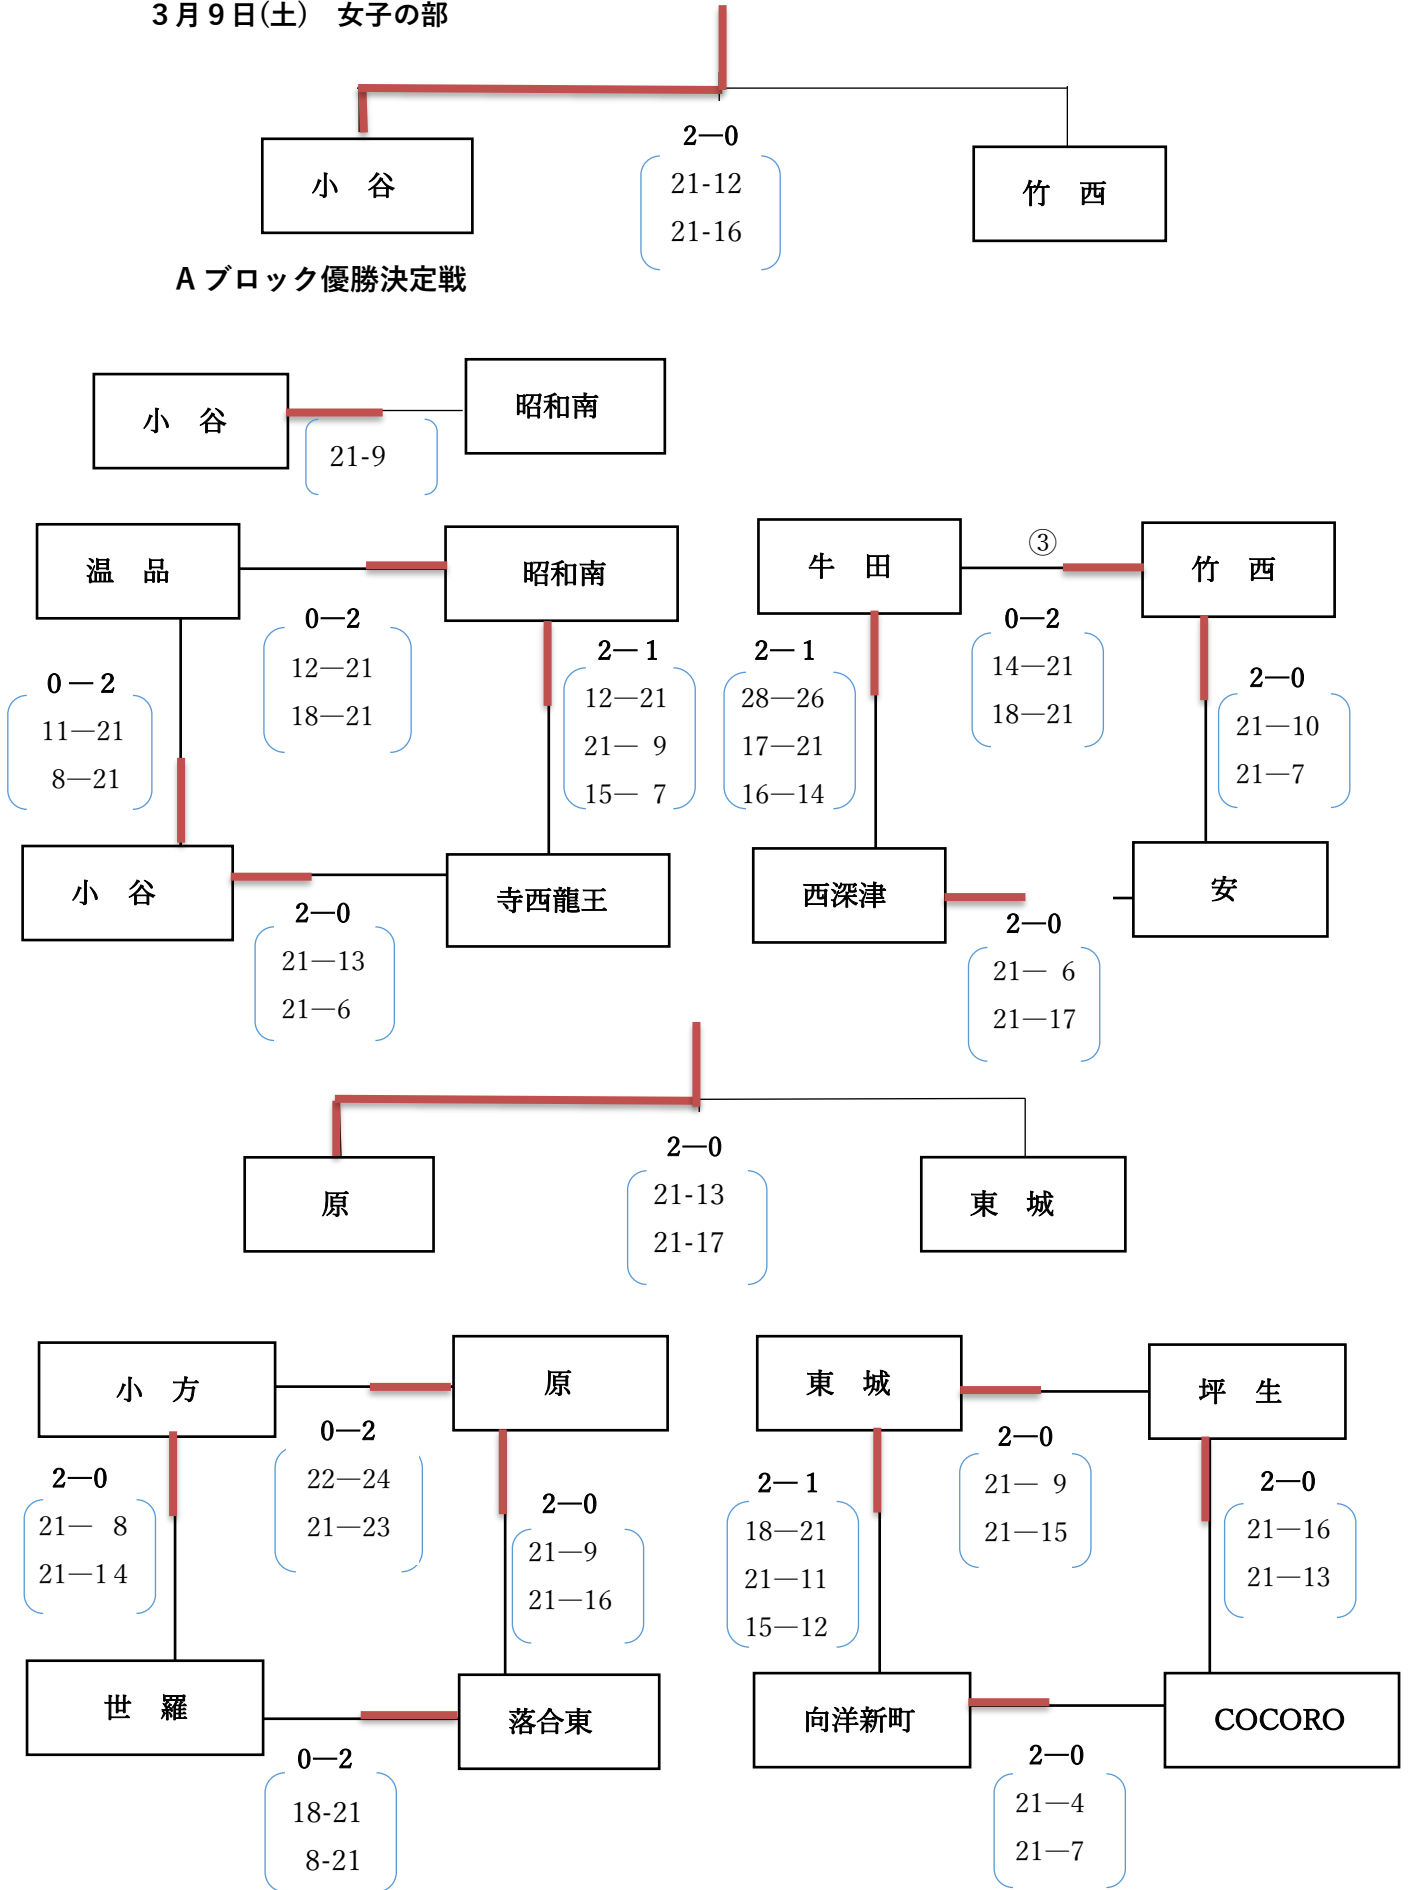 ３月９日(土)　女子の部
2―0
小　谷
21-12
21-16
竹　西
A ブロック優勝決定戦
小　谷
昭和南
21-9
温　品
昭和南
0―2
12―21
18―21
0 ― 2
11―21
8―21
2― 1
12―21
21― 9
15― 7
小　谷
寺西龍王
2―0
21―13
21―6
牛　田
③
竹　西
0―2
14―21
18―21
2― 1
28―26
17―21
16―14
2―0
21―10
21―7
西深津
安
2―0
21― 6
21―17
2―0
原
21-13
21-17
東　城
小　方
原
0―2
22―24
21―23
2―0
21―　8
21―1 4
2―0
21―9
21―16
世　羅
落合東
0―2
18-21
8-21
東　城
坪　生
2―0
21― 9
21―15
2― 1
18―21
21―11
15―12
2―0
21―16
21―13
向洋新町
COCORO
2―0
21―4
21―7